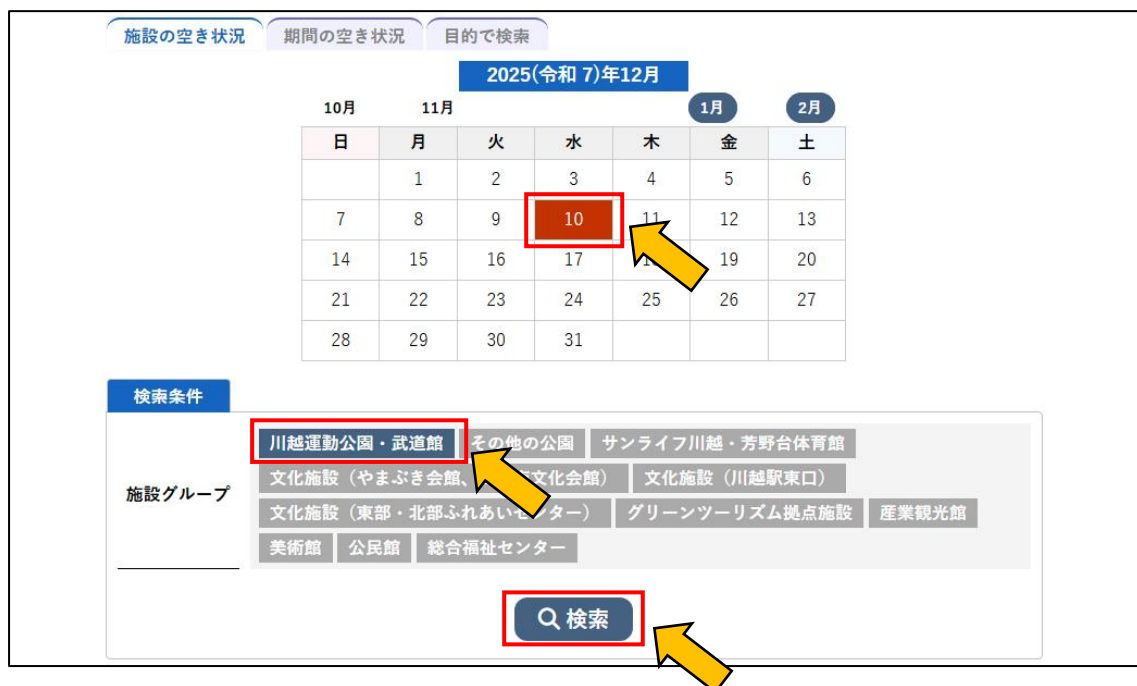 施設の空き状況 期間の空き状況 目的で検索
2025(令和 7)年12月
10月 11月 1月 2月
日 月 火 水 木 金 土
1 2 3 4 5 6
7 8 9 10 11 12 13
14 15 16 17 19 20
21 22 23 24 25 26 27
28 29 30 31
検索条件
施設グループ
川越運動公園・武道館 その他の公園 サンライフ川越・芳野台体育館
文化施設（やまぶき会館、 文化会館） 文化施設（川越駅東口）
文化施設（東部・北部ふれあいセンター） グリーンツーリズム拠点施設 産業観光館
美術館 公民館 総合福祉センター
検索